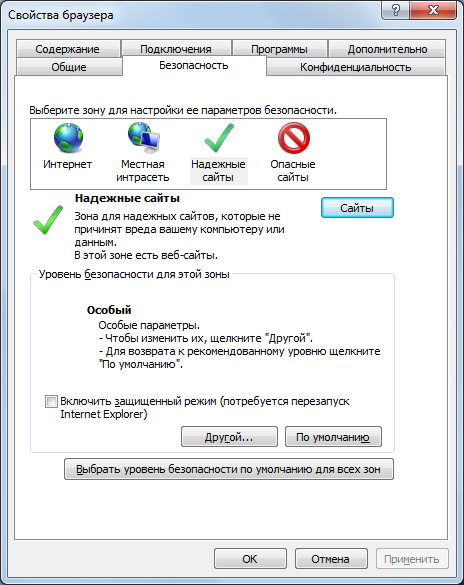 Свойства браузера
Содержание Подключения Программы Дополнительно
Общие Безопасность Конфиденциальность
Выберите зону для настройки ее параметров безопасности.
Интернет Местная интрасеть Надежные сайты Опасные сайты
Надежные сайты
Сайты
Зона для надежных сайтов, которые не
причинят вреда вашему компьютеру или
данным.
В этой зоне есть веб-сайты.
Уровень безопасности для этой зоны
Особый
Особые параметры.
- Чтобы изменить их, щелкните "Другой".
- Для возврата к рекомендованному уровню щелкните
"По умолчанию".
Включить защищенный режим (потребуется перезапуск
Internet Explorer)
Другой... По умолчанию
Выбрать уровень безопасности по умолчанию для всех зон
ОК Отмена Применить